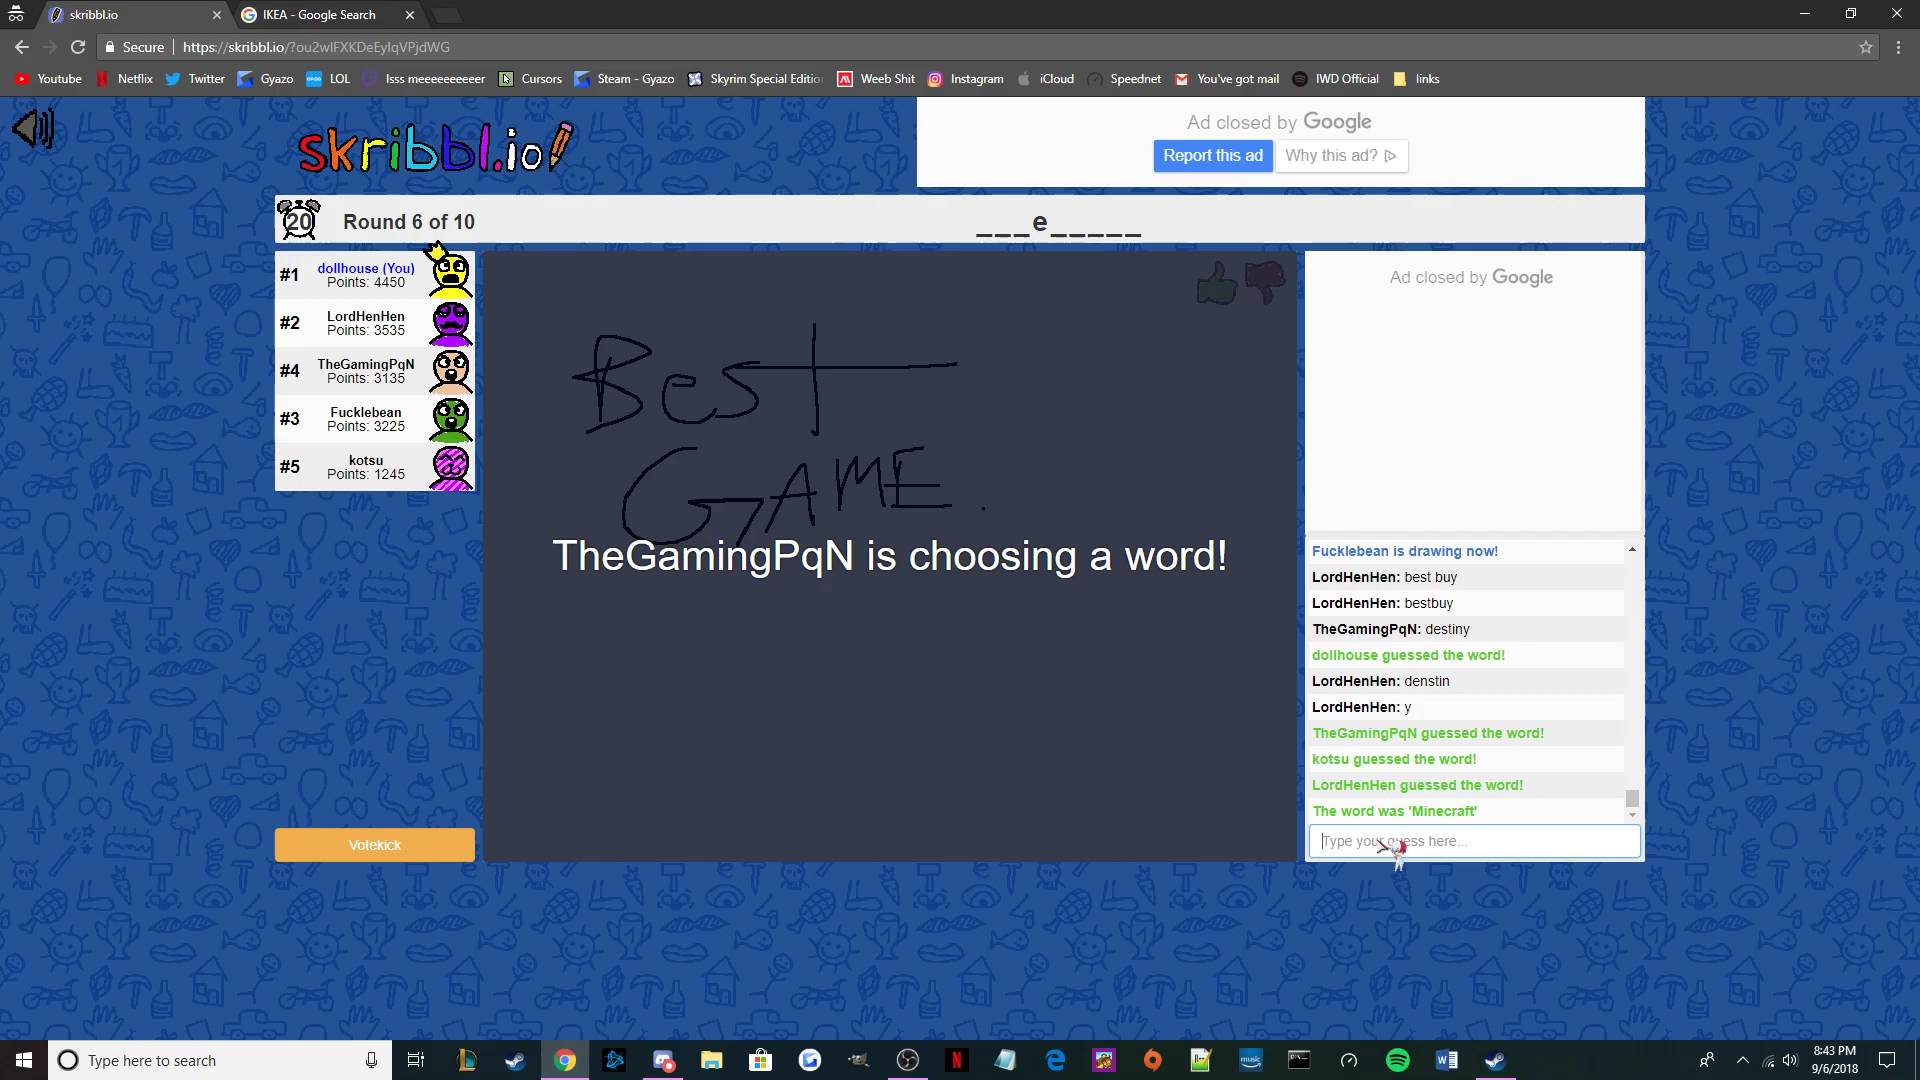 skribbl.io
IKEA - Google Search
Secure
https://skribbl.io/?ou2wlFXKDeEylqVPjdWG
Youtube
Netflix
Twitter
Gyazo
LOL
Isss meeeeeeeeeer
Cursors
Steam - Gyazo
Skyrim Special Editio
Weeb Shit
Instagram
iCloud
Speednet
You've got mail
IWD Official
links
skribbl.io
Ad closed by Google
Report this ad
Why this ad?
20
Round 6 of 10
___e_____
#1
dollhouse (You)
Points: 4450
#2
LordHenHen
Points: 3535
#4
TheGamingPqN
Points: 3135
#3
Fucklebean
Points: 3225
#5
kotsu
Points: 1245
Votekick
BesT
GAME.
TheGamingPqN is choosing a word!
Ad closed by Google
Fucklebean is drawing now!
LordHenHen: best buy
LordHenHen: bestbuy
TheGamingPqN: destiny
dollhouse guessed the word!
LordHenHen: denstin
LordHenHen: y
TheGamingPqN guessed the word!
kotsu guessed the word!
LordHenHen guessed the word!
The word was 'Minecraft'
Type your guess here...
Type here to search
8:43 PM
9/6/2018